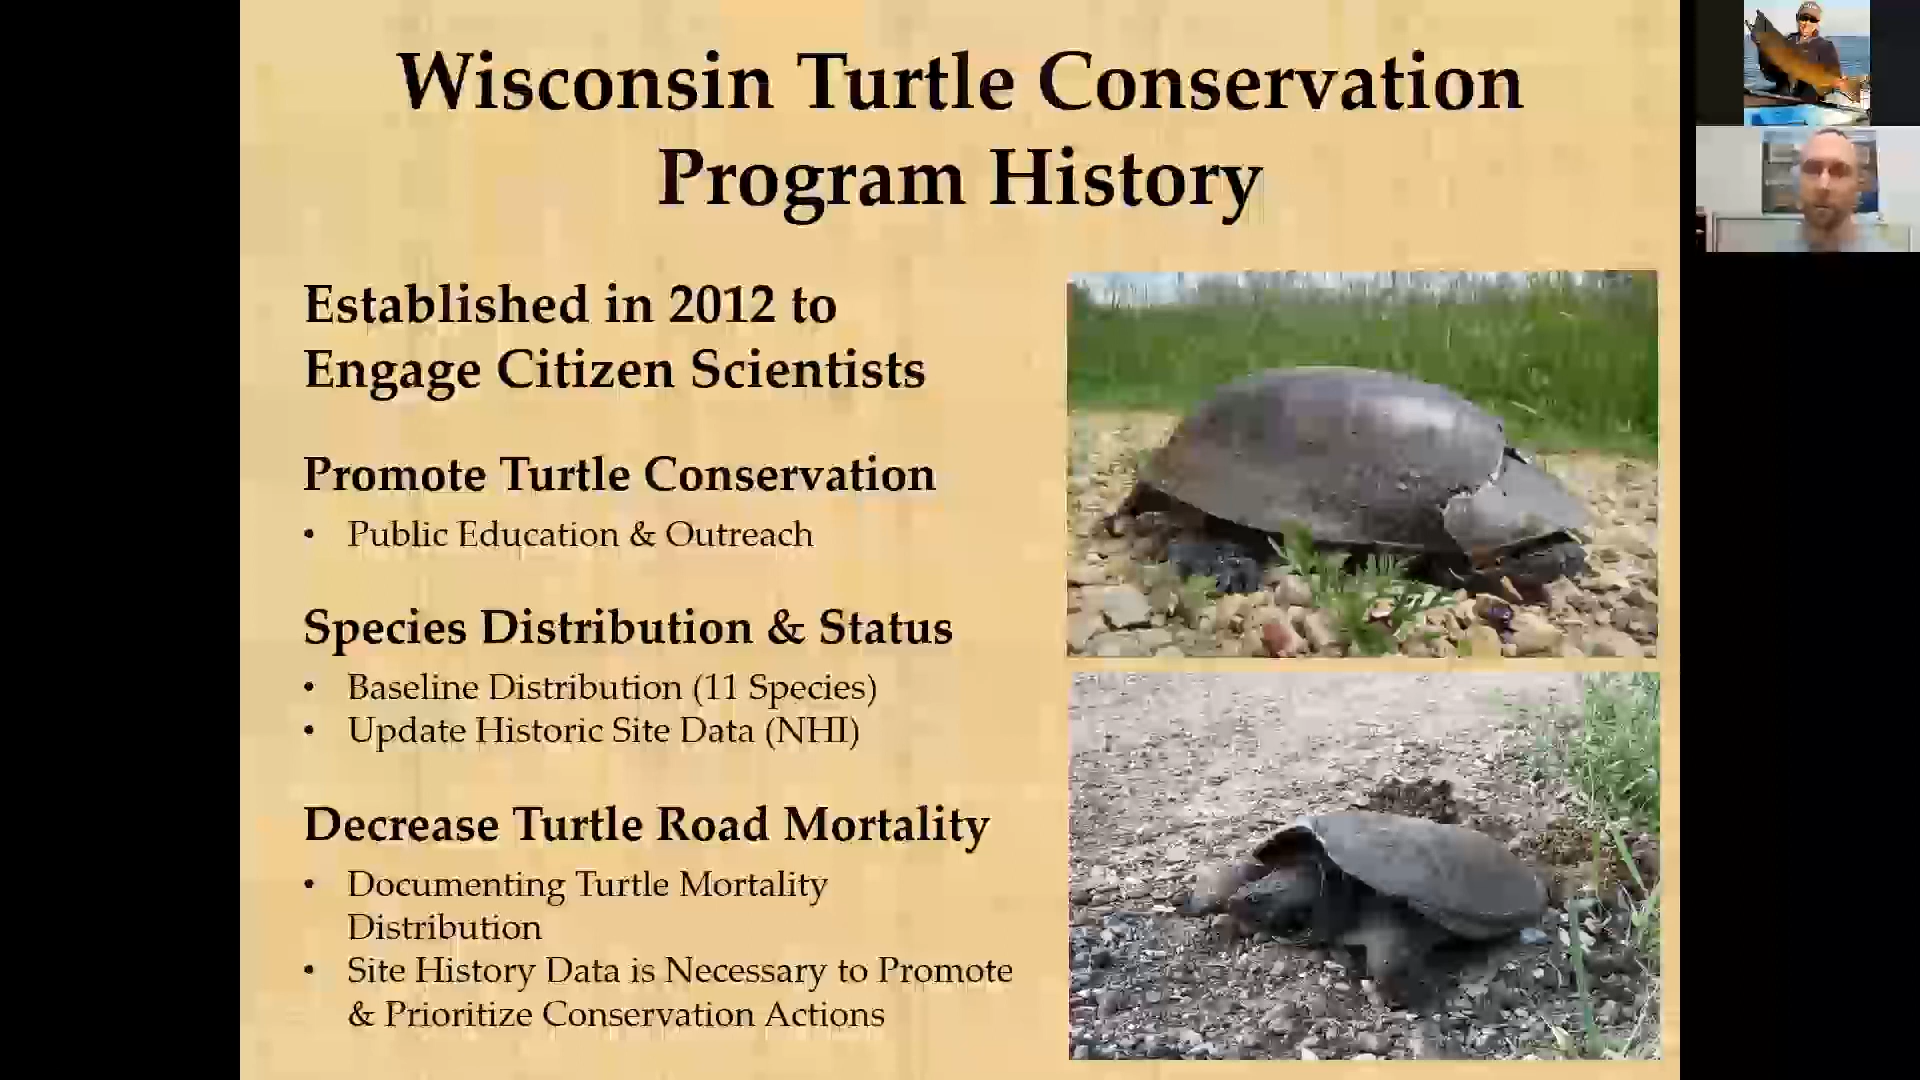 Wisconsin Turtle Conservation
Program History
Established in 2012 to
Engage Citizen Scientists
Promote Turtle Conservation
• Public Education & Outreach
Species Distribution & Status
• Baseline Distribution (11 Species)
• Update Historic Site Data (NHI)
Decrease Turtle Road Mortality
• Documenting Turtle Mortality
Distribution
• Site History Data is Necessary to Promote
& Prioritize Conservation Actions